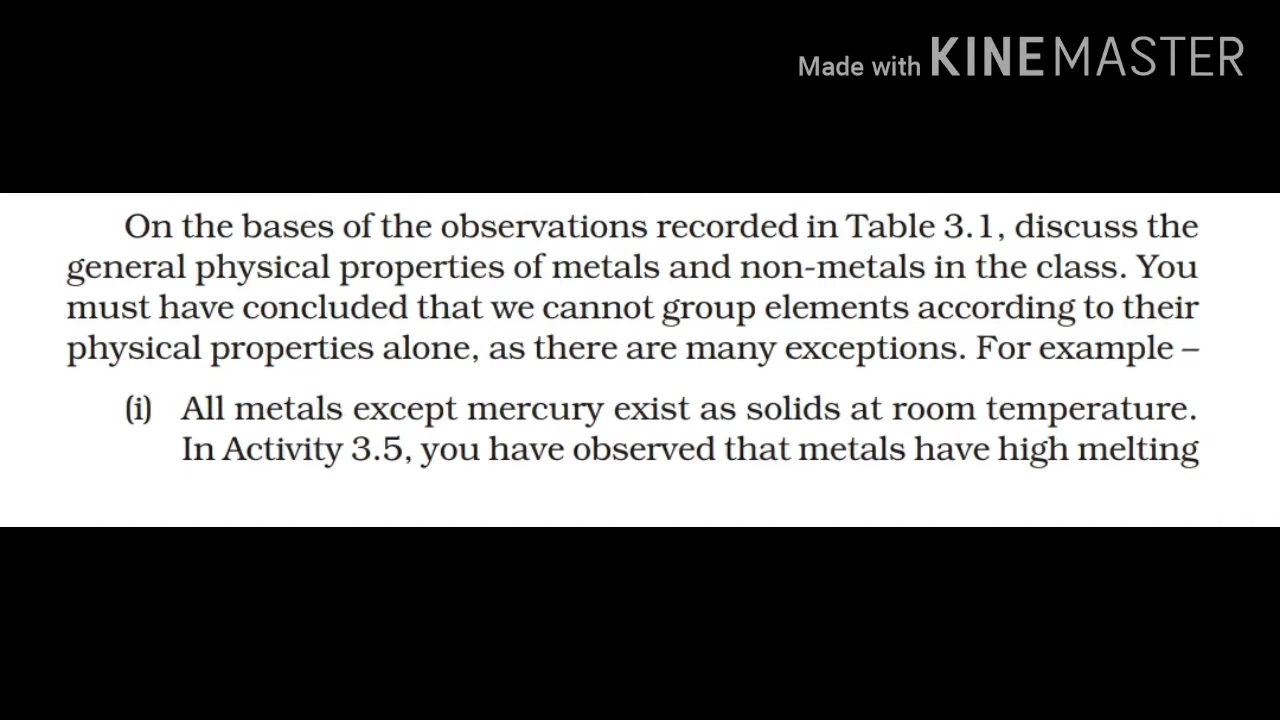 Made with KINEMASTER
On the bases of the observations recorded in Table 3.1, discuss the
general physical properties of metals and non-metals in the class. You
must have concluded that we cannot group elements according to their
physical properties alone, as there are many exceptions. For example –
(i) All metals except mercury exist as solids at room temperature.
In Activity 3.5, you have observed that metals have high melting